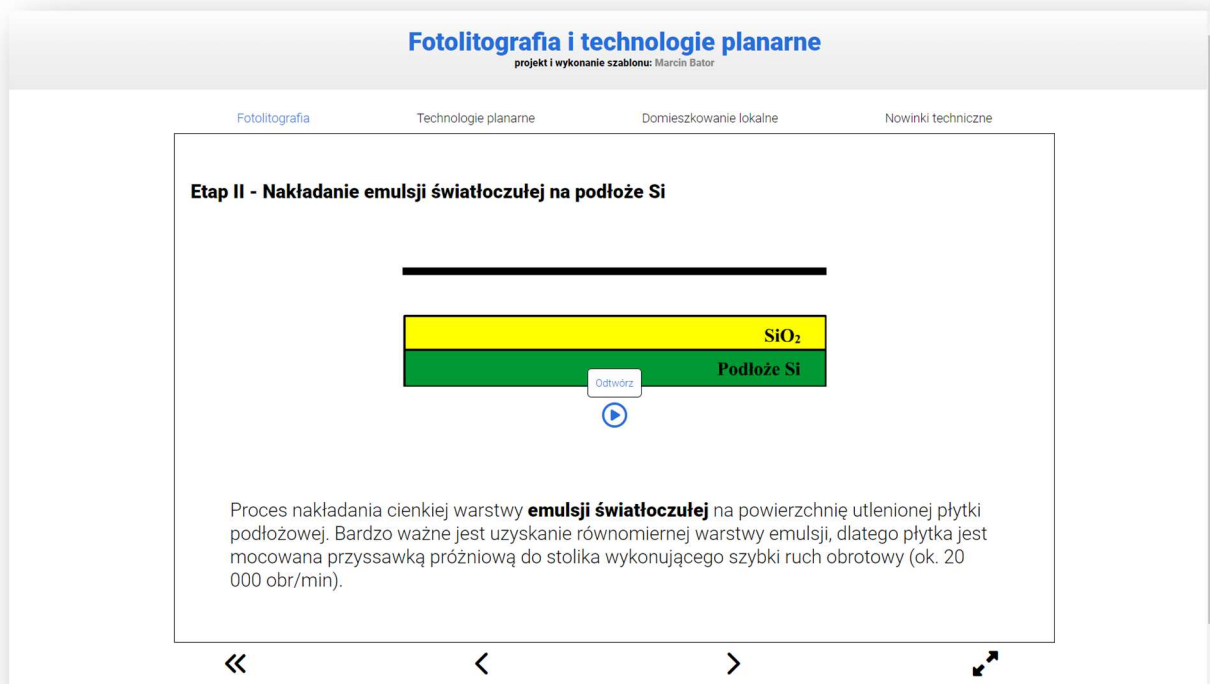 Fotolitografia i technologie planarne
projekt i wykonanie szablonu: Marcin Bator
Fotolitografia Technologie planarne Domieszkowanie lokalne Nowinki techniczne
Etap II - Nakładanie emulsji światłoczułej na podłoże Si
SiO₂
Podłoże Si
Odtwórz
Proces nakładania cienkiej warstwy emulsji światłoczułej na powierzchnię utlenionej płytki
podłożowej. Bardzo ważne jest uzyskanie równomiernej warstwy emulsji, dlatego płytka jest
mocowana przyssawką próżniową do stolika wykonującego szybki ruch obrotowy (ok. 20
000 obr/min).